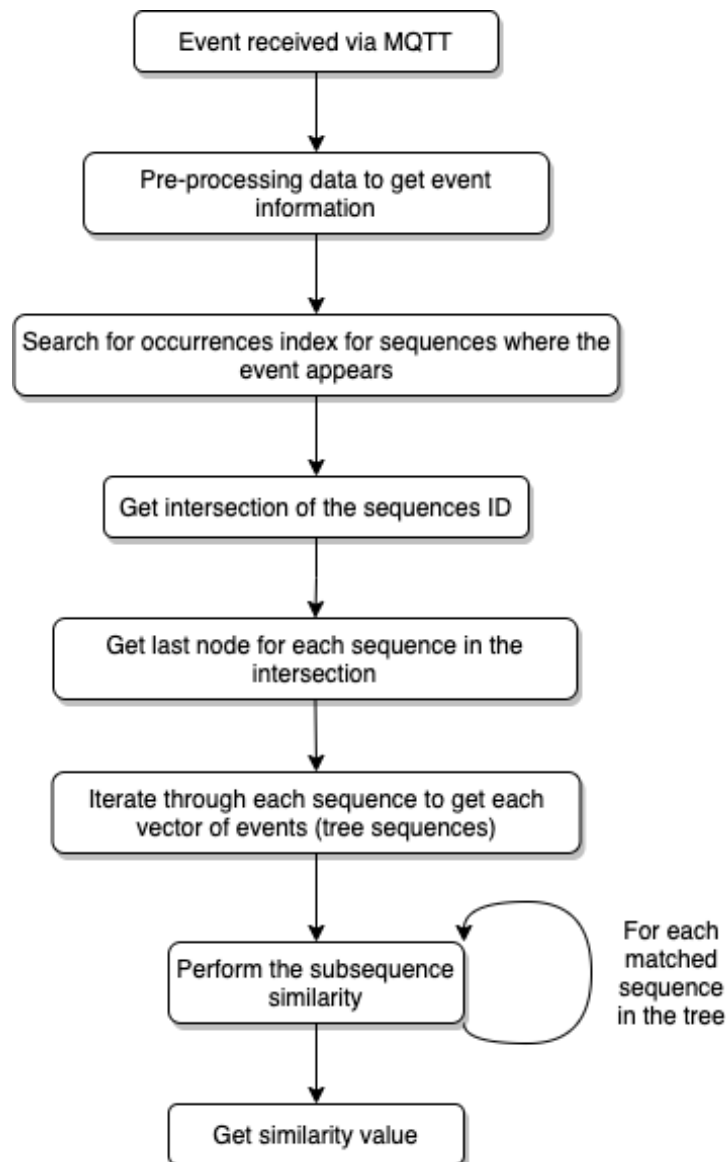 Event received via MQTT
Pre-processing data to get event
information
Search for occurrences index for sequences where the
event appears
Get intersection of the sequences ID
Get last node for each sequence in the
intersection
Iterate through each sequence to get each
vector of events (tree sequences)
Perform the subsequence
similarity
For each
matched
sequence
in the tree
Get similarity value